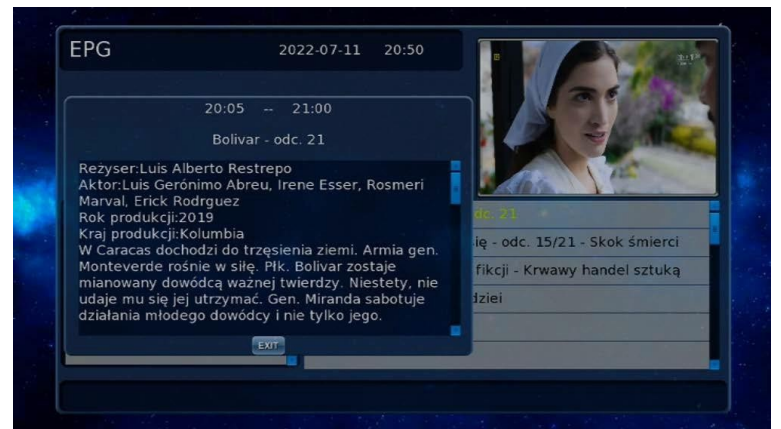 EPG
2022-07-11 20:50
20:05 -- 21:00
Bolivar - odc. 21
Reżyser:Luis Alberto Restrepo
Aktor:Luis Gerónimo Abreu, Irene Esser, Rosmeri
Marval, Erick Rodrguez
Rok produkcji:2019
Kraj produkcji:Kolumbia
W Caracas dochodzi do trzęsienia ziemi. Armia gen.
Monteverde rośnie w siłę. Płk. Bolivar zostaje
mianowany dowódcą ważnej twierdzy. Niestety, nie
udaje mu się jej utrzymać. Gen. Miranda sabotuje
działania młodego dowódcy i nie tylko jego.
EXIT
dc. 21
ię - odc. 15/21 - Skok śmierci
fikcji - Krwawy handel sztuką
dziei